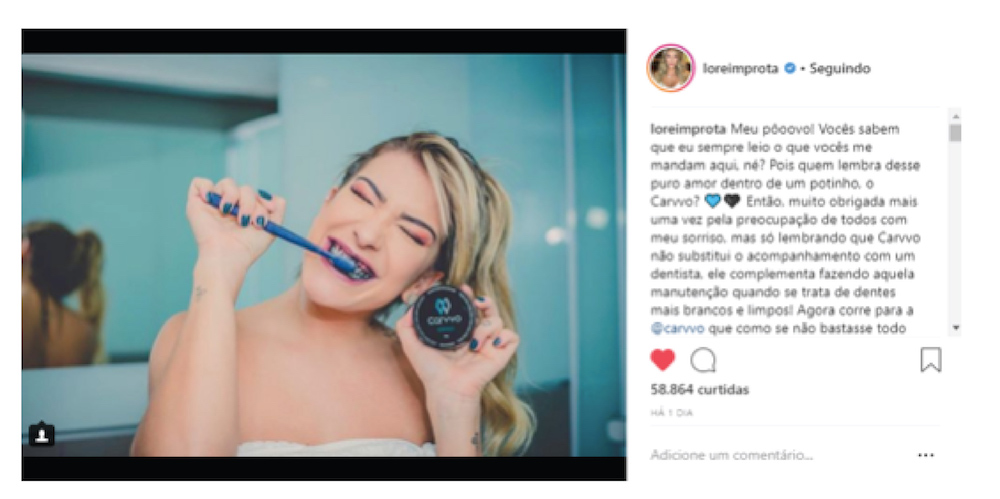 loreimprota • Seguindo
loreimprota Meu pôoovo! Vocês sabem
que eu sempre leio o que vocês me
mandam aqui, né? Pois quem lembra desse
puro amor dentro de um potinho, o
Carvvo? 💙🖤 Então, muito obrigada mais
uma vez pela preocupação de todos com
meu sorriso, mas só lembrando que Carvvo
não substitui o acompanhamento com um
dentista, ele complementa fazendo aquela
manutenção quando se trata de dentes
mais brancos e limpos! Agora corre para a
@carvvo que como se não bastasse todo
carvvo
58.864 curtidas
HÁ 1 DIA
Adicione um comentário...